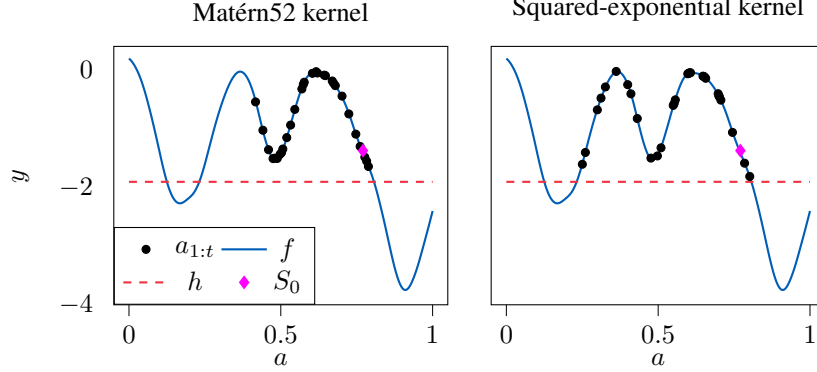 Matérn52 kernel
Squared-exponential kernel
y
0
−2
−4
a₁:t
f
h
S₀
0
0.5
1
a
0
0.5
1
a